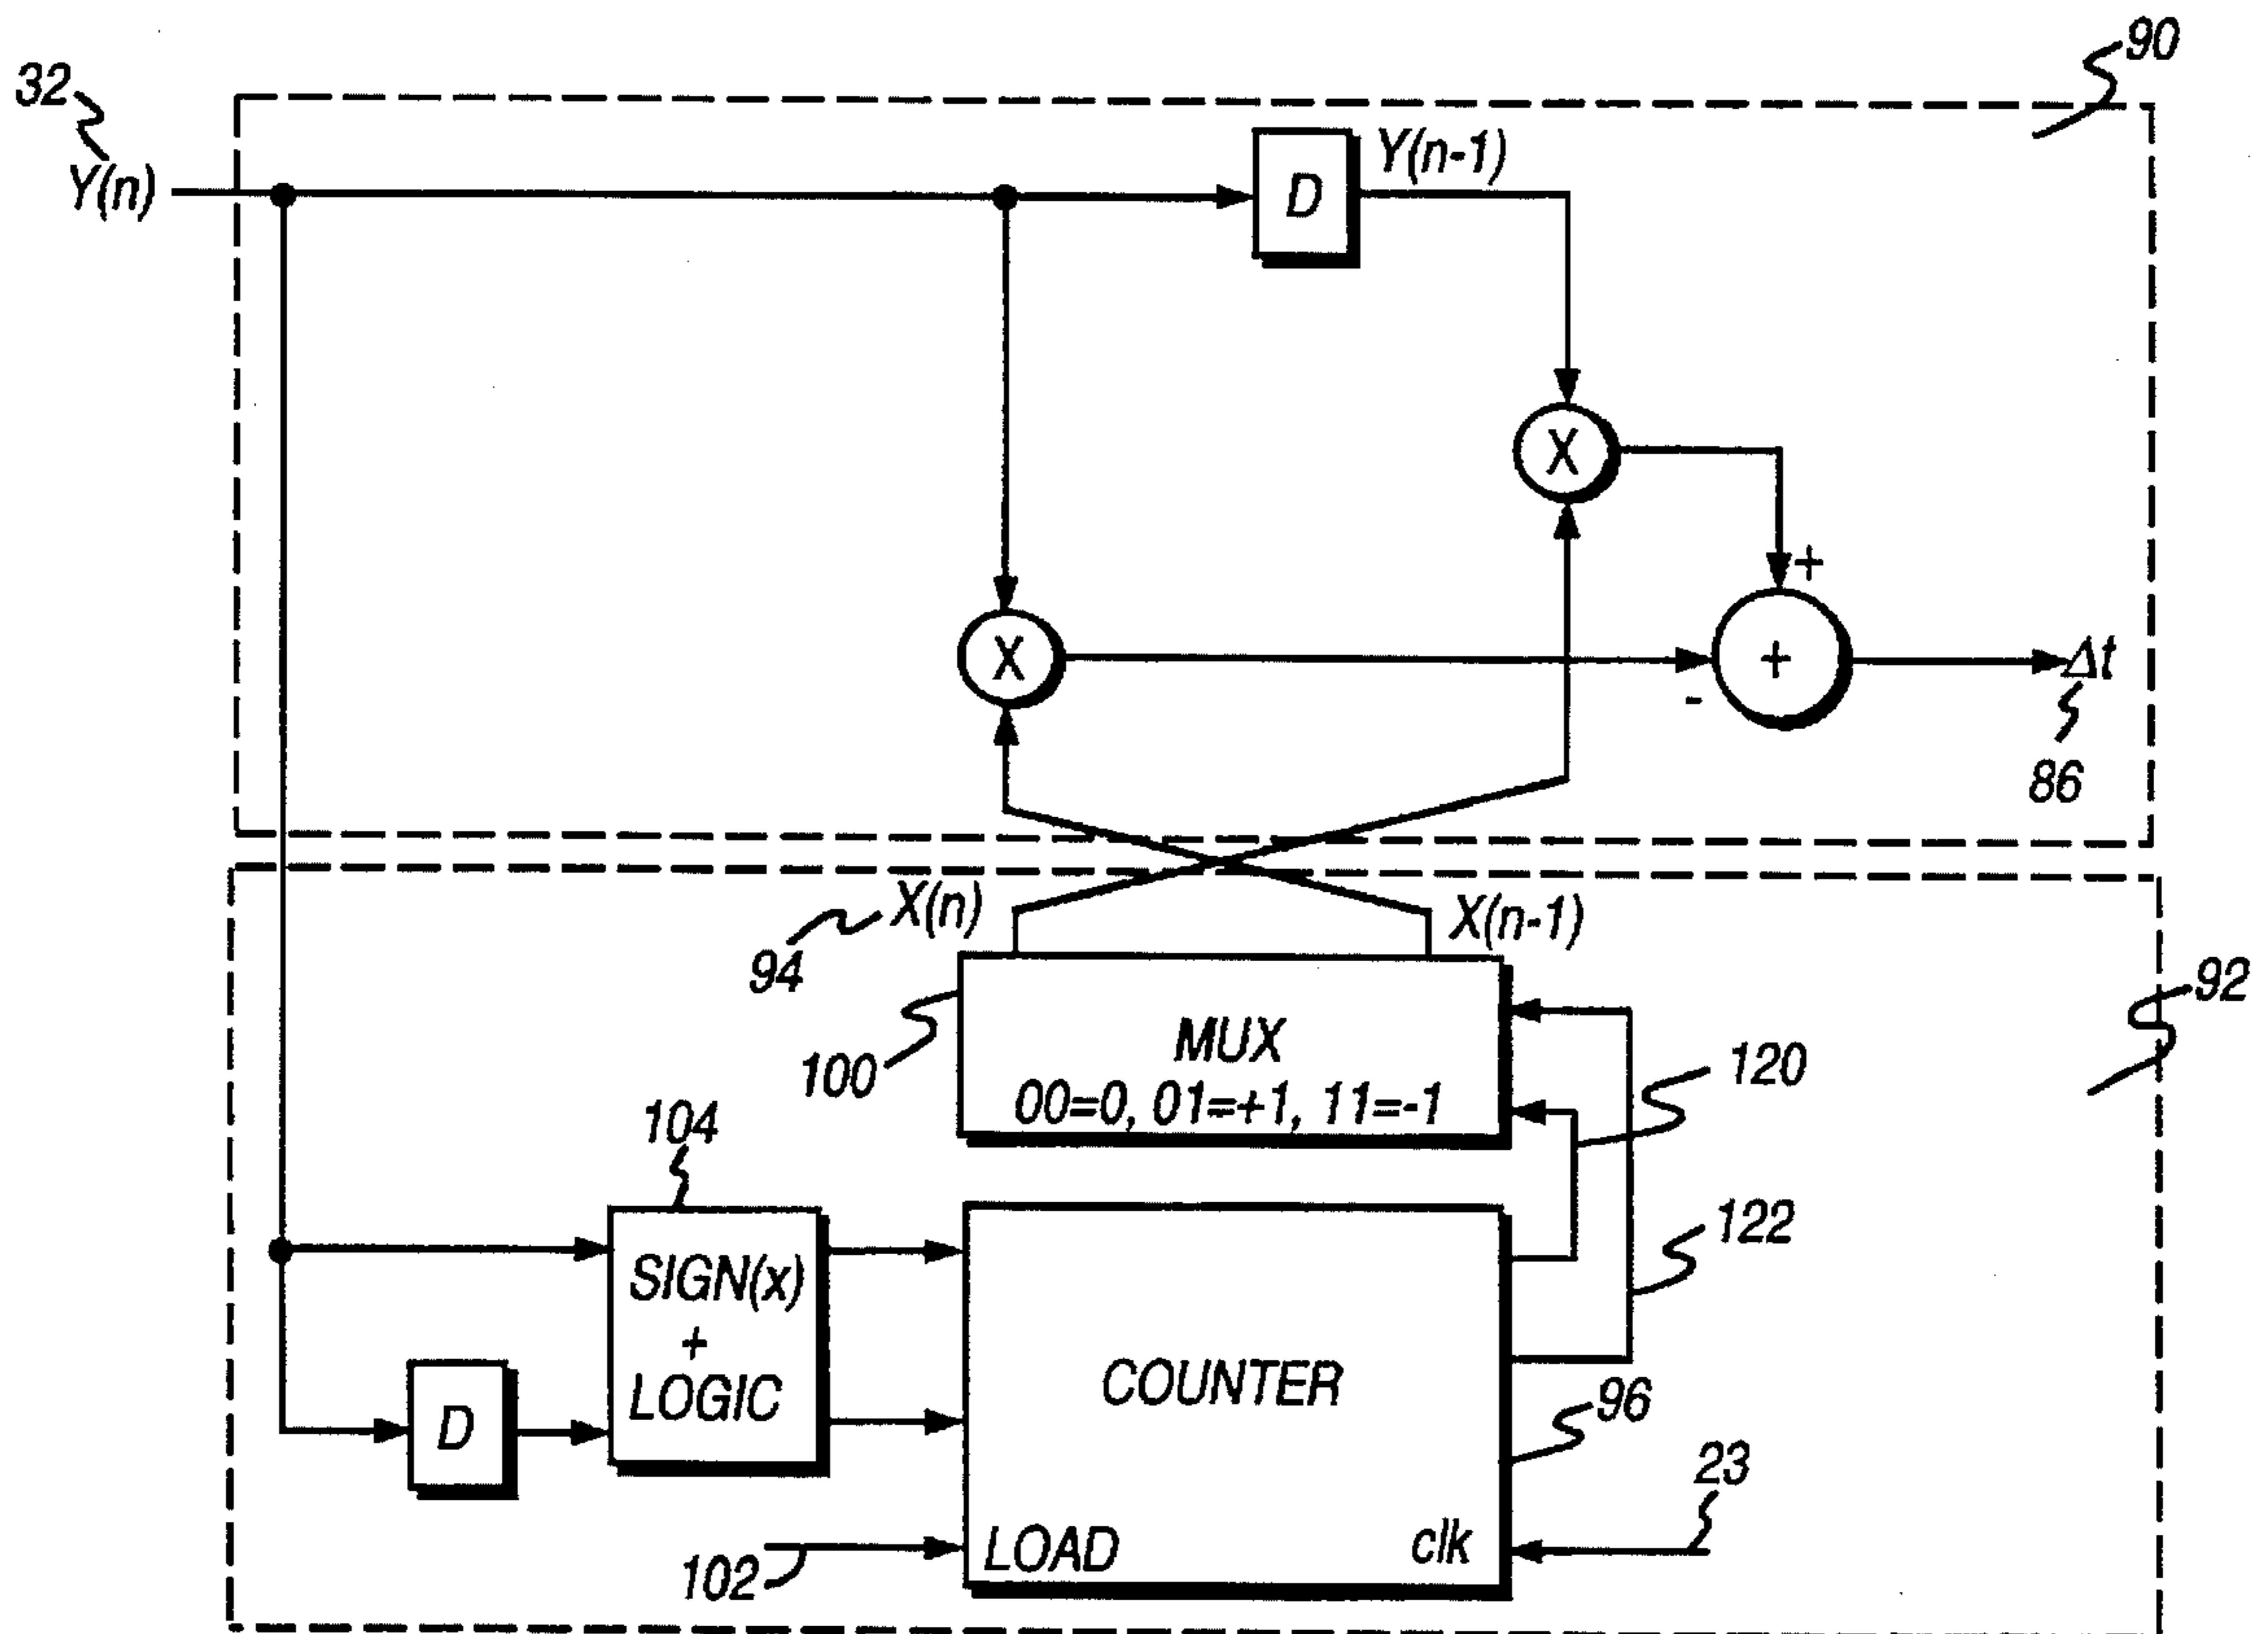 90
32
Y(n)
D
Y(n-1)
X
+
X
+
-
Δt
86
X(n)
X(n-1)
94
92
100
MUX
00=0, 01=+1, 11=-1
120
104
122
SIGN(x)
+
LOGIC
D
COUNTER
96
23
102
LOAD
clk